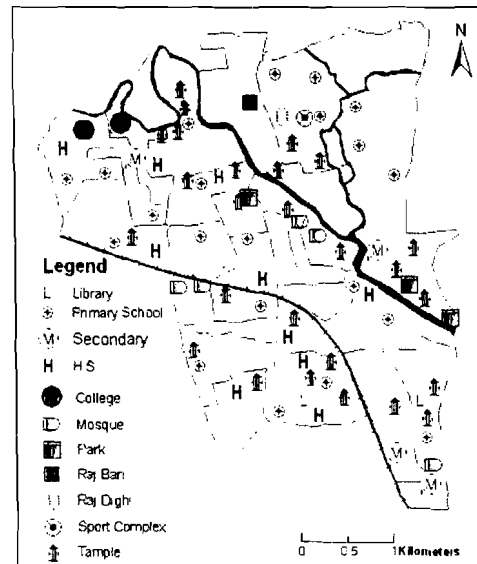 N
H
H
M
H
H
M
H
H
H
H
H
H
L
L
M
M
Legend
L Library
Primary School
M Secondary
H H S
College
Mosque
Park
Raj Bari
Raj Dighi
Sport Complex
Tample
0 0.5 1 Kilometers